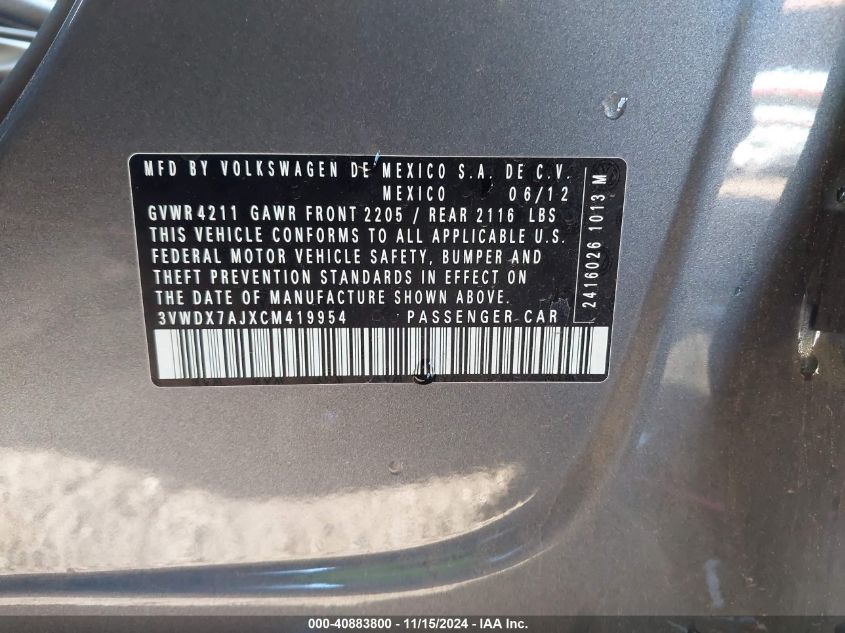 MFD BY VOLKSWAGEN DE MEXICO S.A. DE C.V.
MEXICO 06/12
GVWR 4211 GAWR FRONT 2205 / REAR 2116 LBS
THIS VEHICLE CONFORMS TO ALL APPLICABLE U.S.
FEDERAL MOTOR VEHICLE SAFETY, BUMPER AND
THEFT PREVENTION STANDARDS IN EFFECT ON
THE DATE OF MANUFACTURE SHOWN ABOVE.
3VWDX7AJXCM419954 PASSENGER CAR
2416026 1013 M
000-40883800 - 11/15/2024 - IAA Inc.